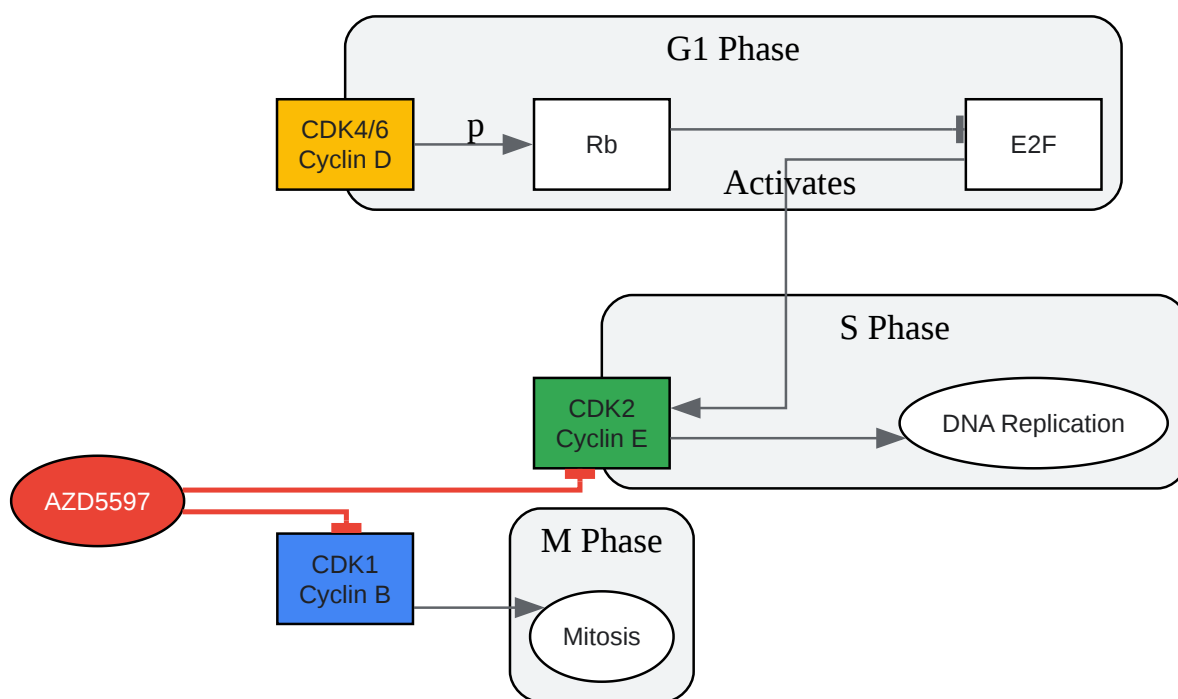 G1 Phase
CDK4/6
Cyclin D
p
Rb
E2F
Activates
S Phase
CDK2
Cyclin E
DNA Replication
AZD5597
M Phase
CDK1
Cyclin B
Mitosis